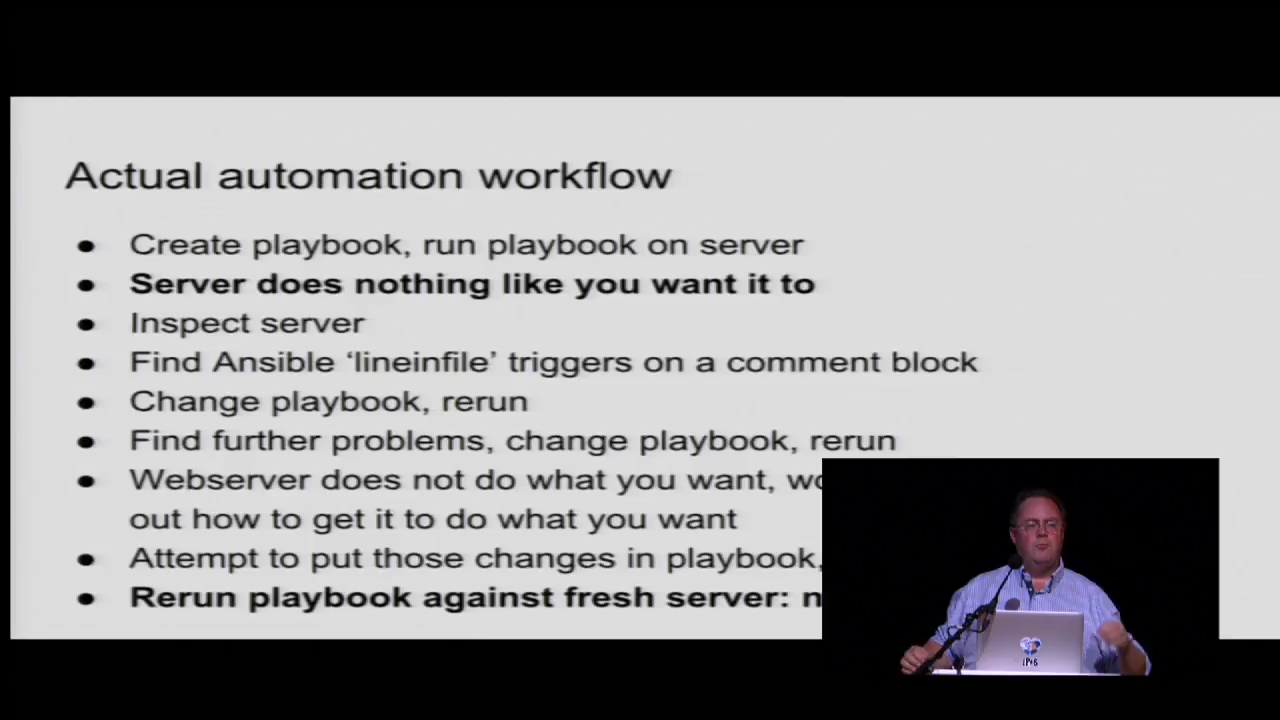 Actual automation workflow
● Create playbook, run playbook on server
● Server does nothing like you want it to
● Inspect server
● Find Ansible ‘lineinfile’ triggers on a comment block
● Change playbook, rerun
● Find further problems, change playbook, rerun
● Webserver does not do what you want,
out how to get it to do what you want
● Attempt to put those changes in playbook,
● Rerun playbook against fresh server: